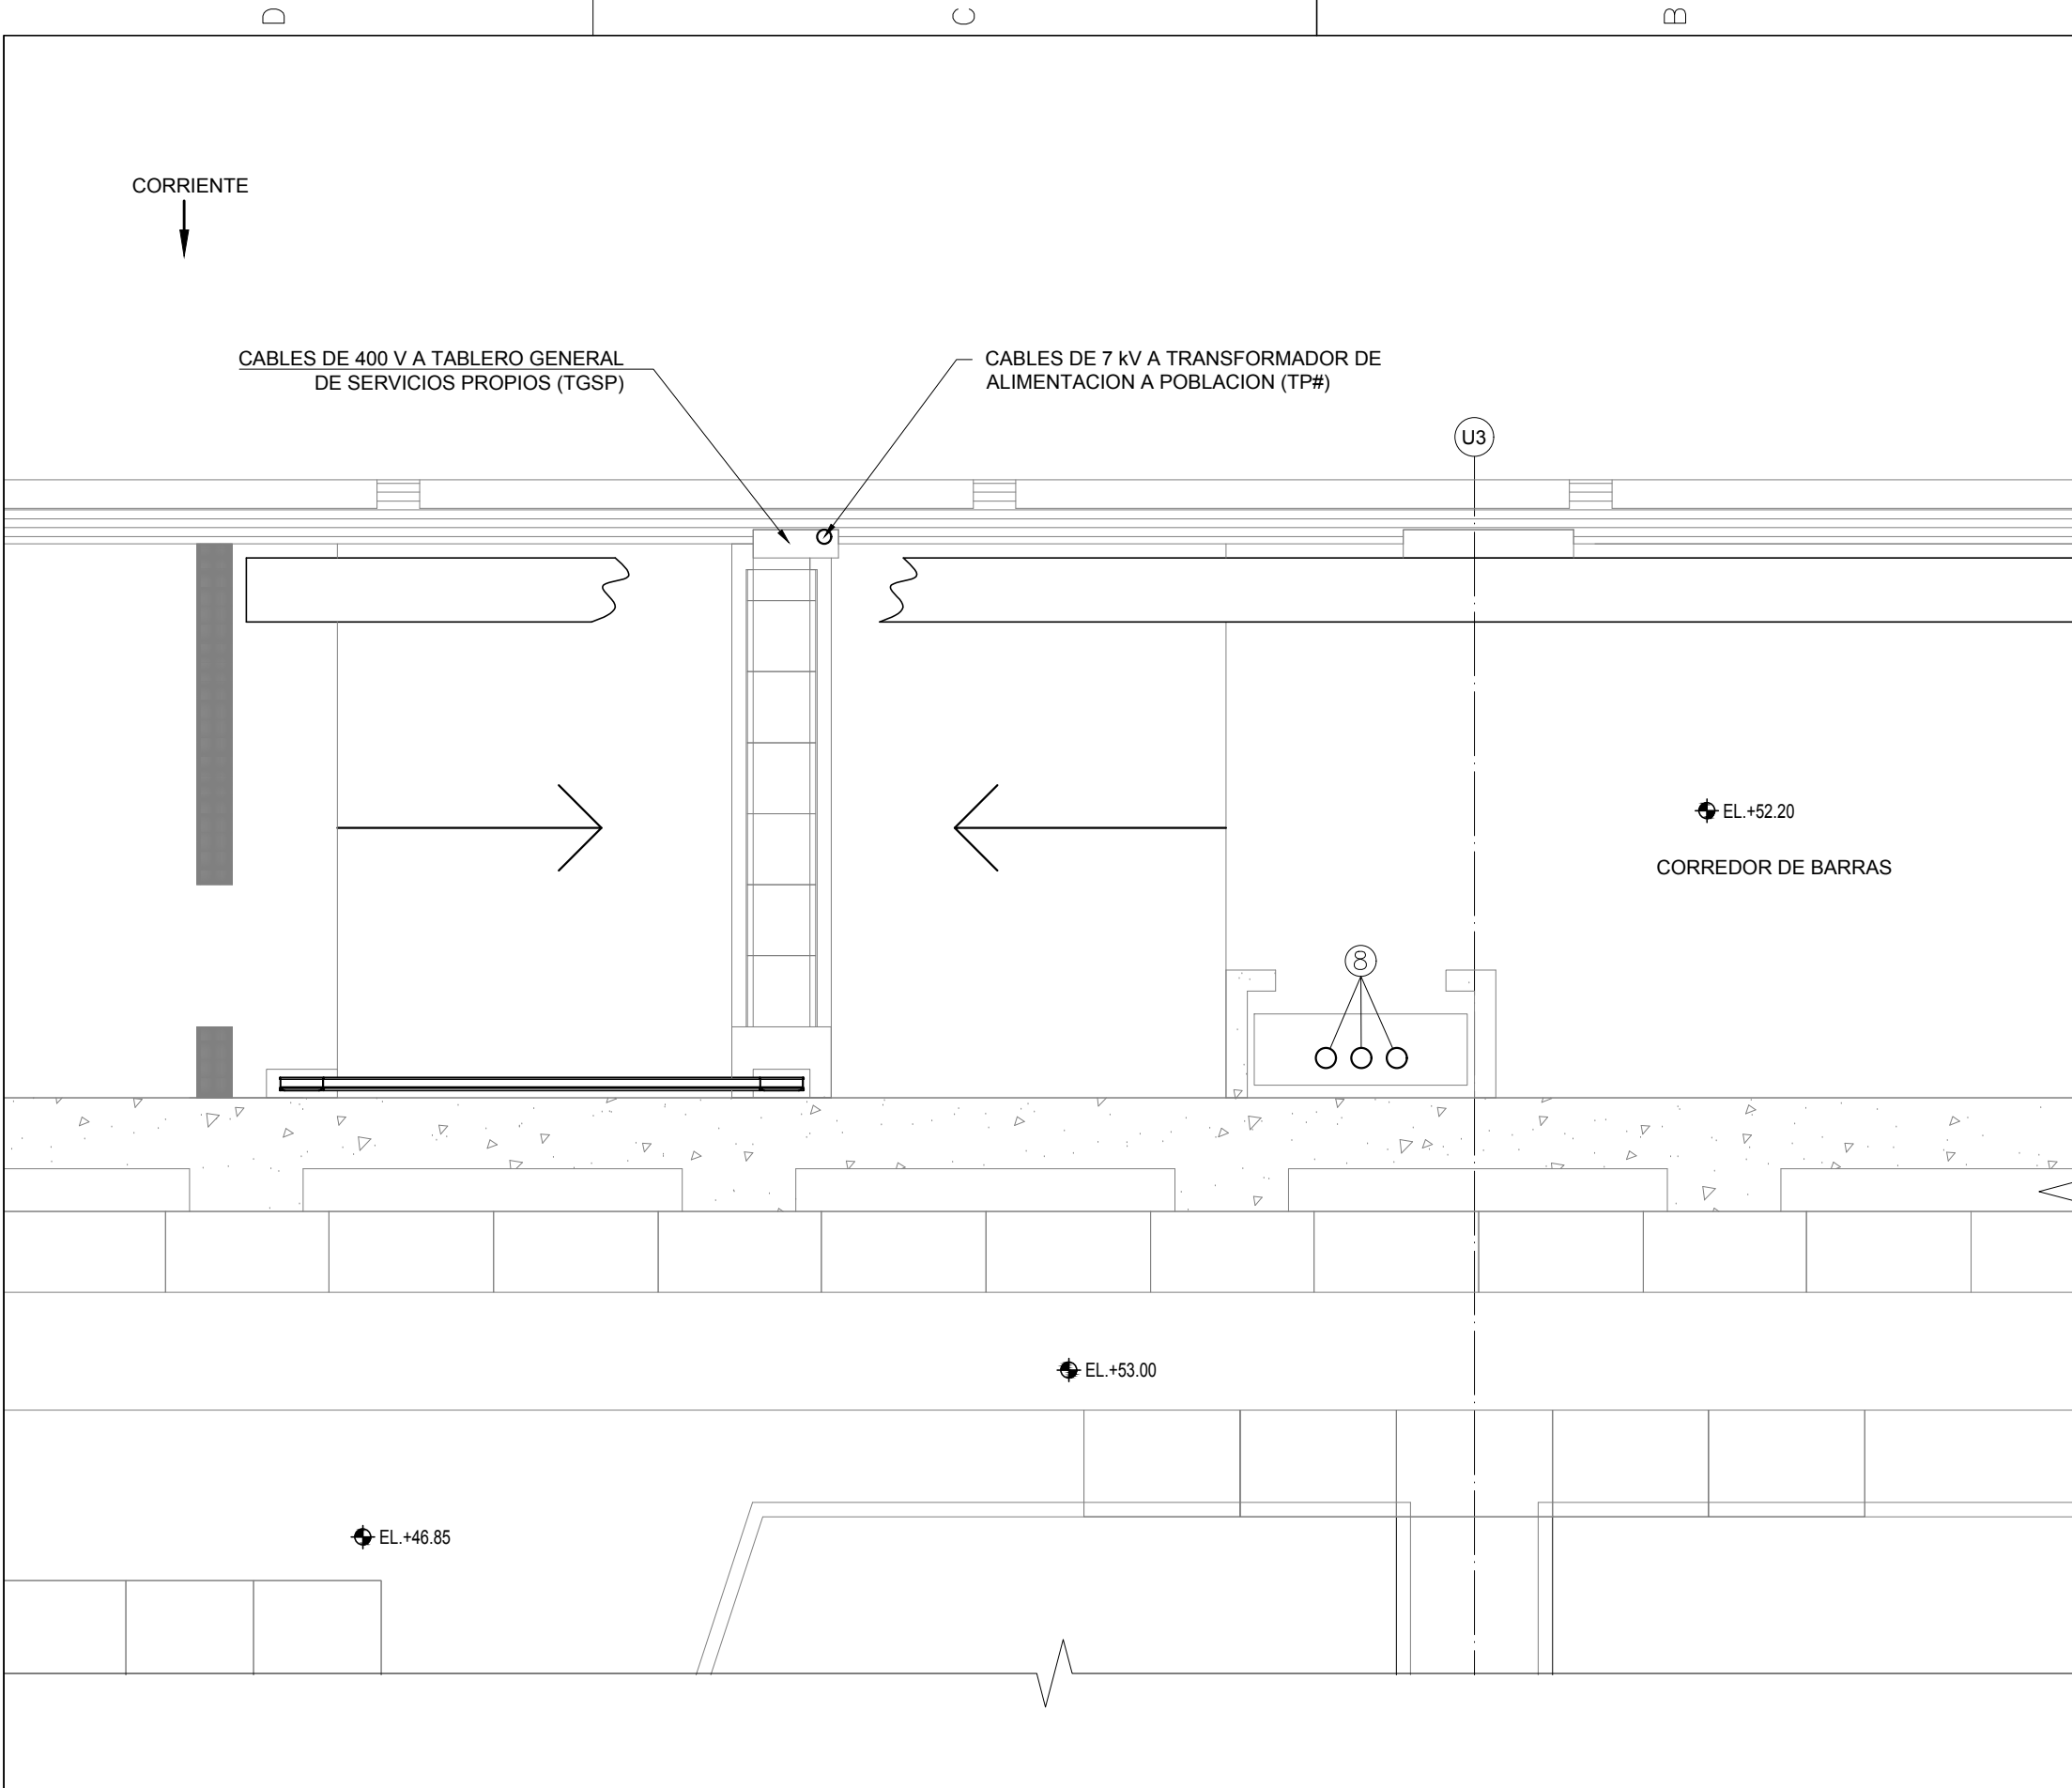 D
C
B
CORRIENTE
CABLES DE 400 V A TABLERO GENERAL
DE SERVICIOS PROPIOS (TGSP)
CABLES DE 7 kV A TRANSFORMADOR DE
ALIMENTACION A POBLACION (TP#)
U3
EL.+52.20
CORREDOR DE BARRAS
8
EL.+53.00
EL.+46.85